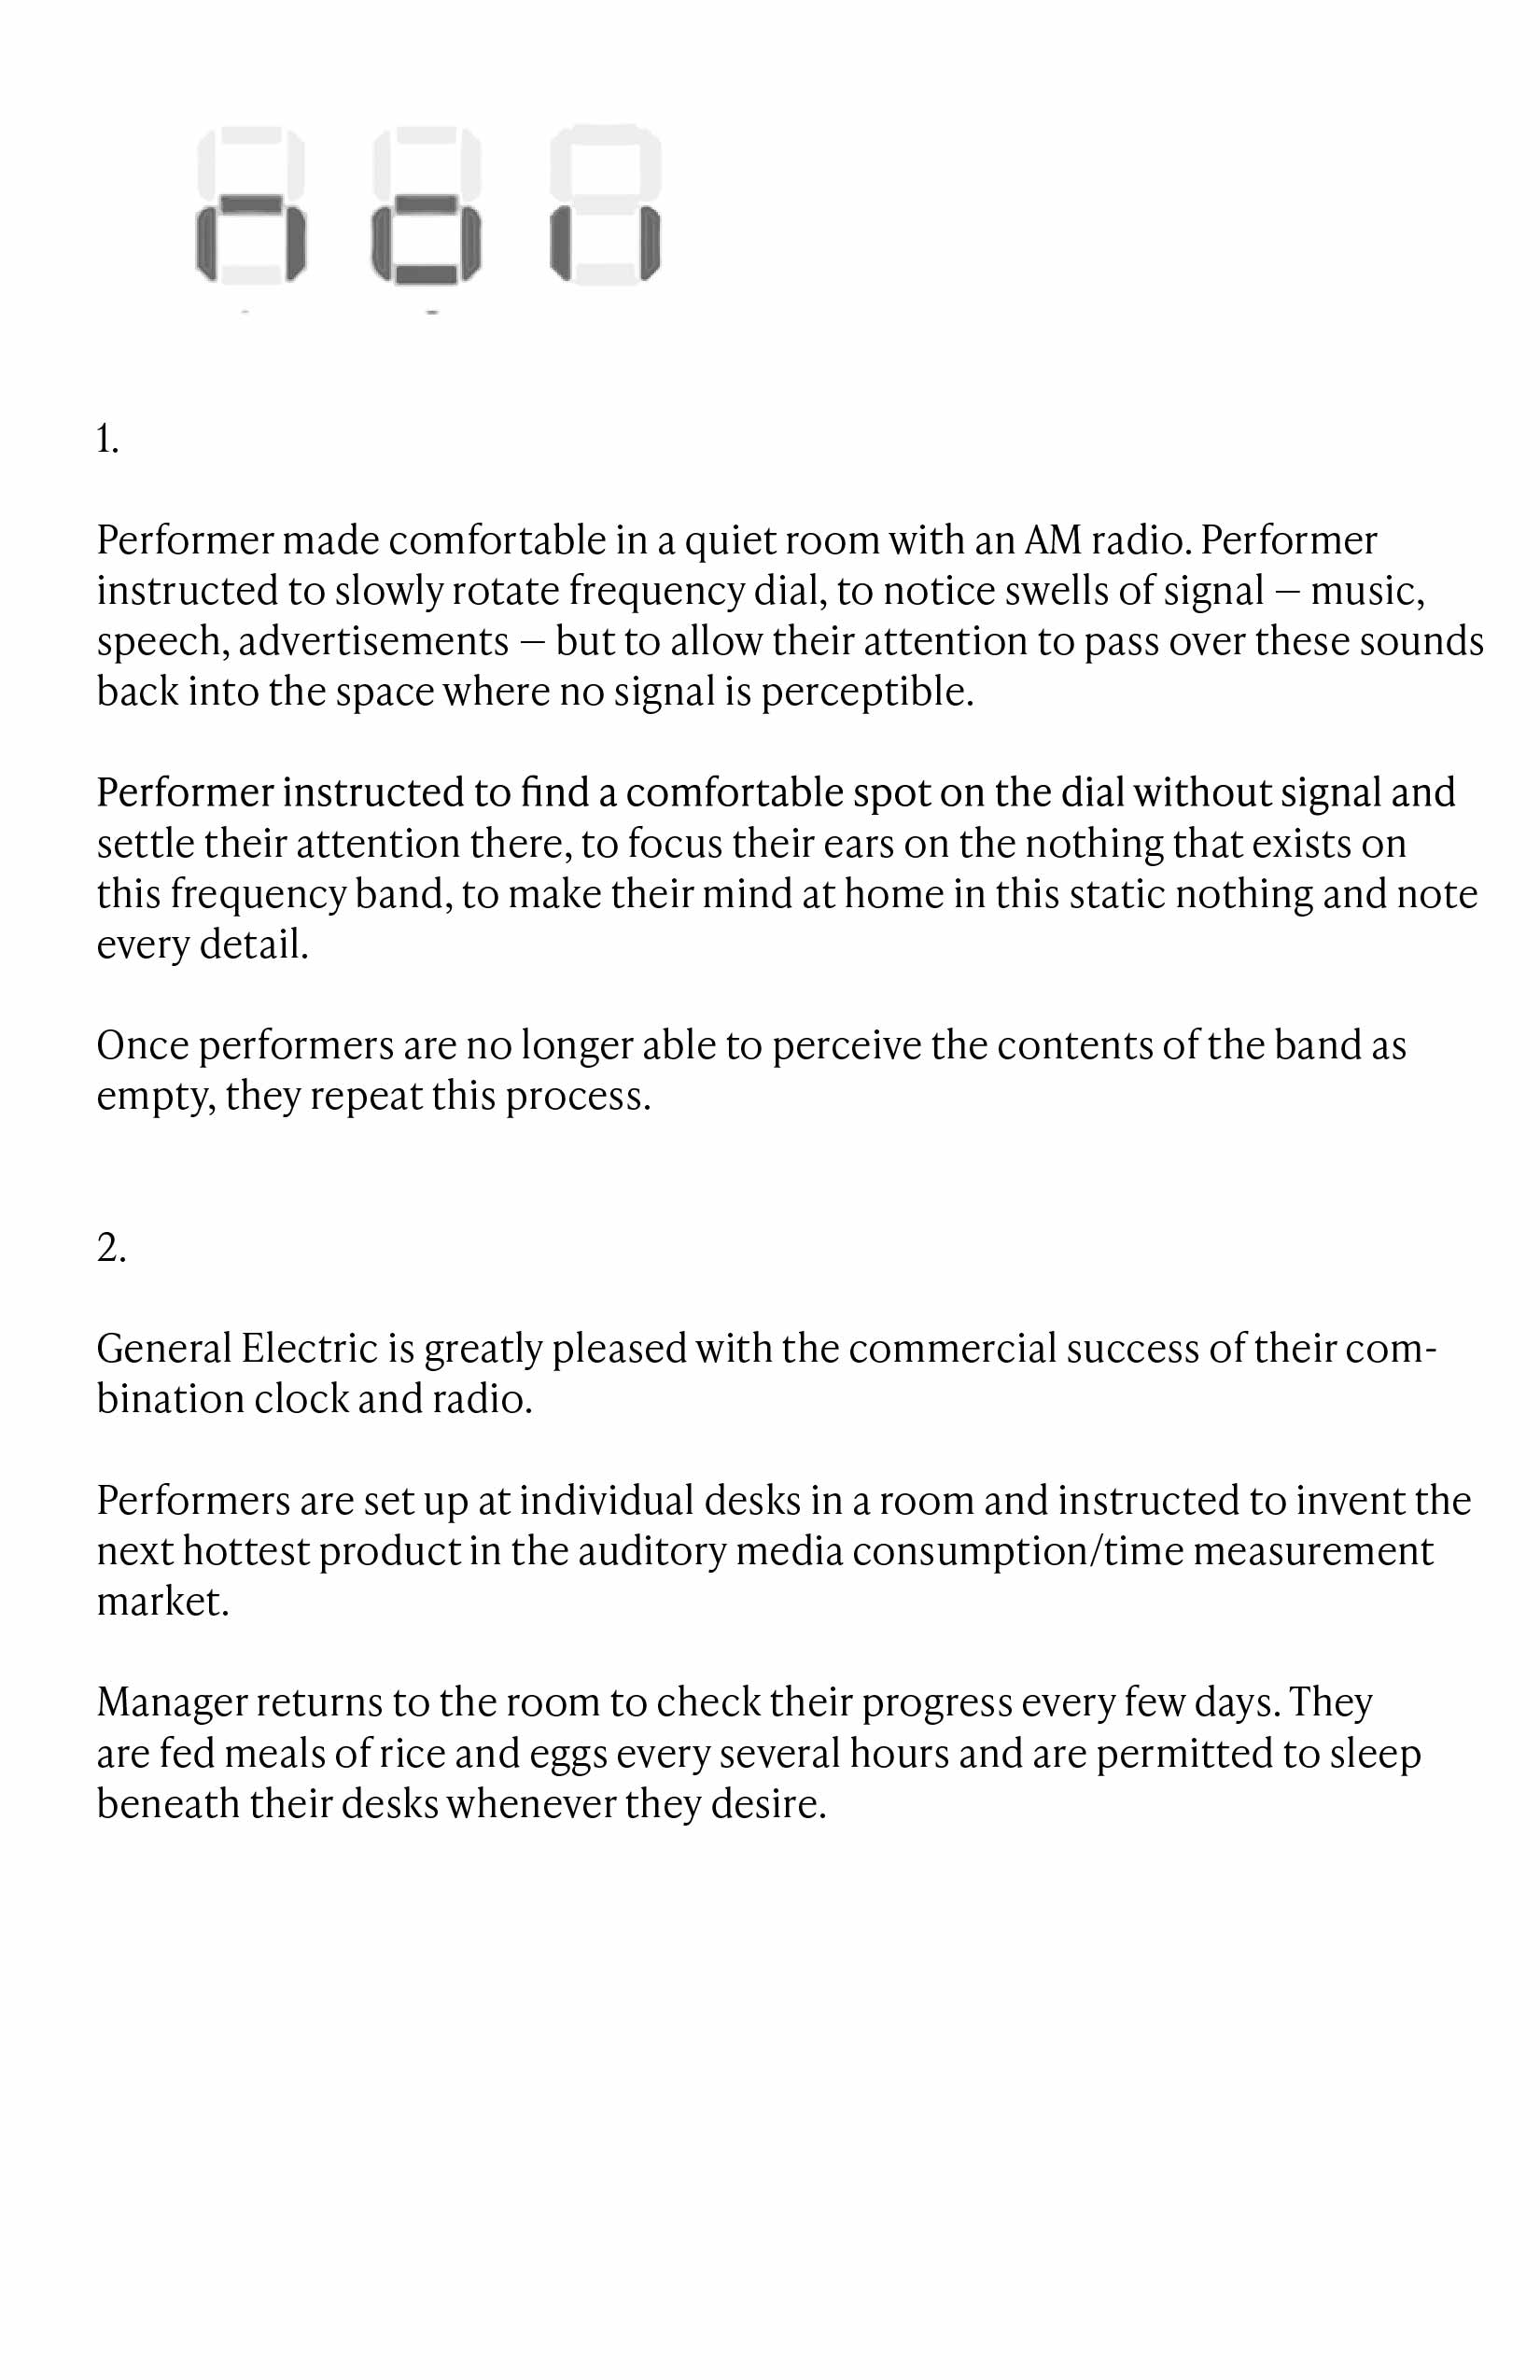 n o
1.
Performer made comfortable in a quiet room with an AM radio. Performer
instructed to slowly rotate frequency dial, to notice swells of signal — music,
speech, advertisements — but to allow their attention to pass over these sounds
back into the space where no signal is perceptible.
Performer instructed to find a comfortable spot on the dial without signal and
settle their attention there, to focus their ears on the nothing that exists on
this frequency band, to make their mind at home in this static nothing and note
every detail.
Once performers are no longer able to perceive the contents of the band as
empty, they repeat this process.
2.
General Electric is greatly pleased with the commercial success of their com-
bination clock and radio.
Performers are set up at individual desks in a room and instructed to invent the
next hottest product in the auditory media consumption/time measurement
market.
Manager returns to the room to check their progress every few days. They
are fed meals of rice and eggs every several hours and are permitted to sleep
beneath their desks whenever they desire.